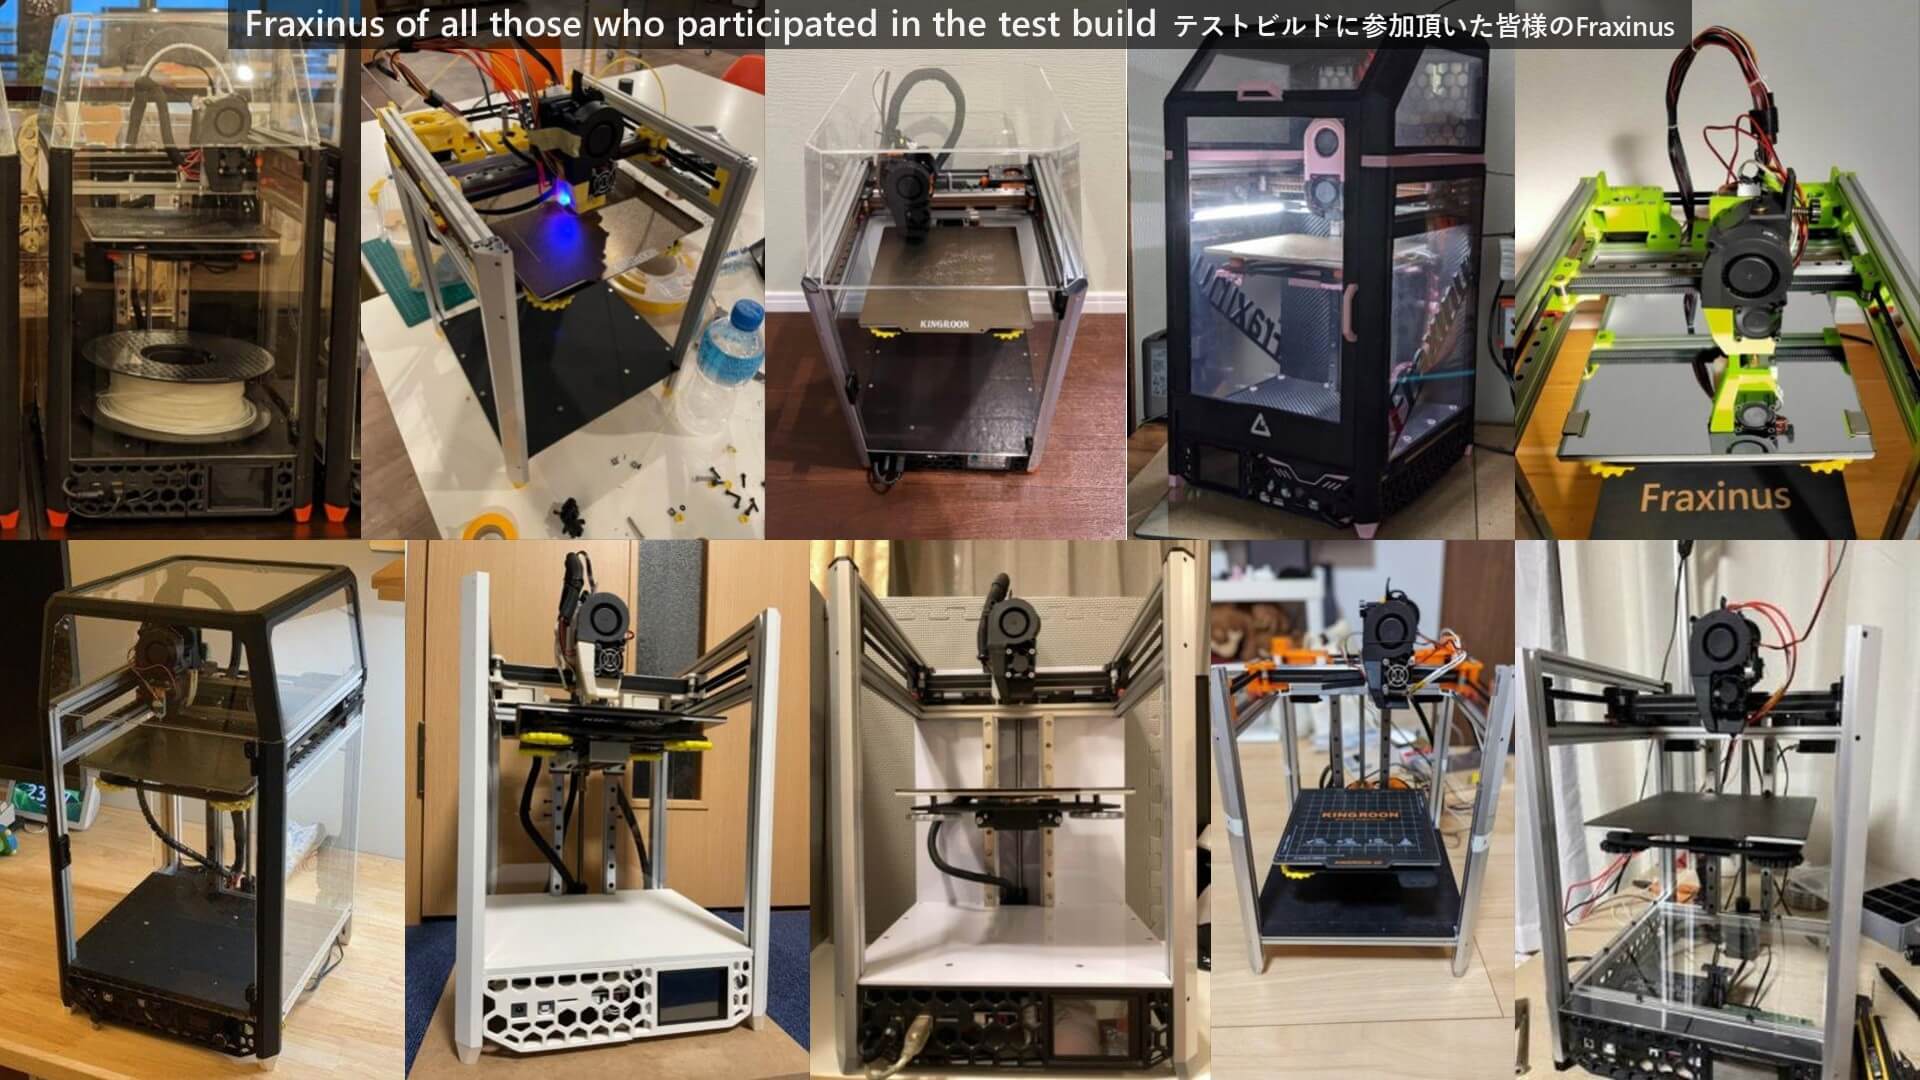 Fraxinus of all those who participated in the test build テストビルドに参加頂いた皆様のFraxinus
KINGROON
Fraxinus
KINGROON